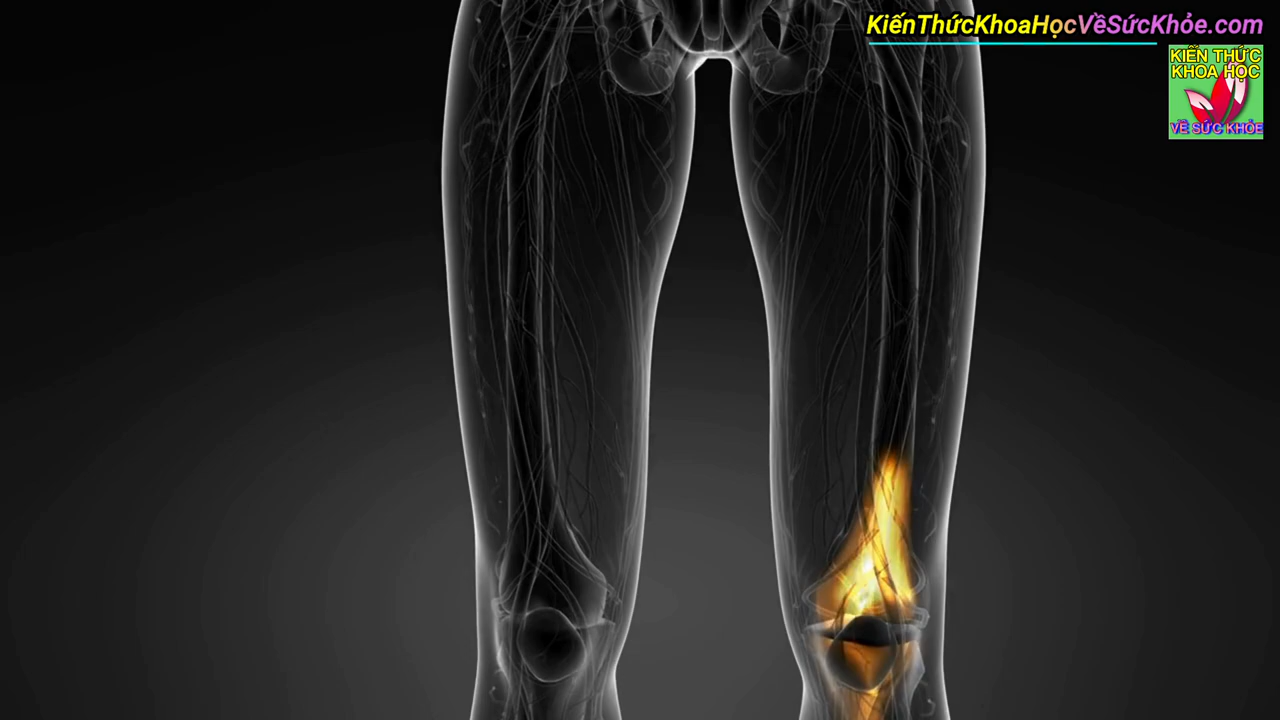 KiếnThứcKhoaHọcVềSứcKhỏe.com
KIẾN THỨC
KHOA HỌC
VỀ SỨC KHỎE